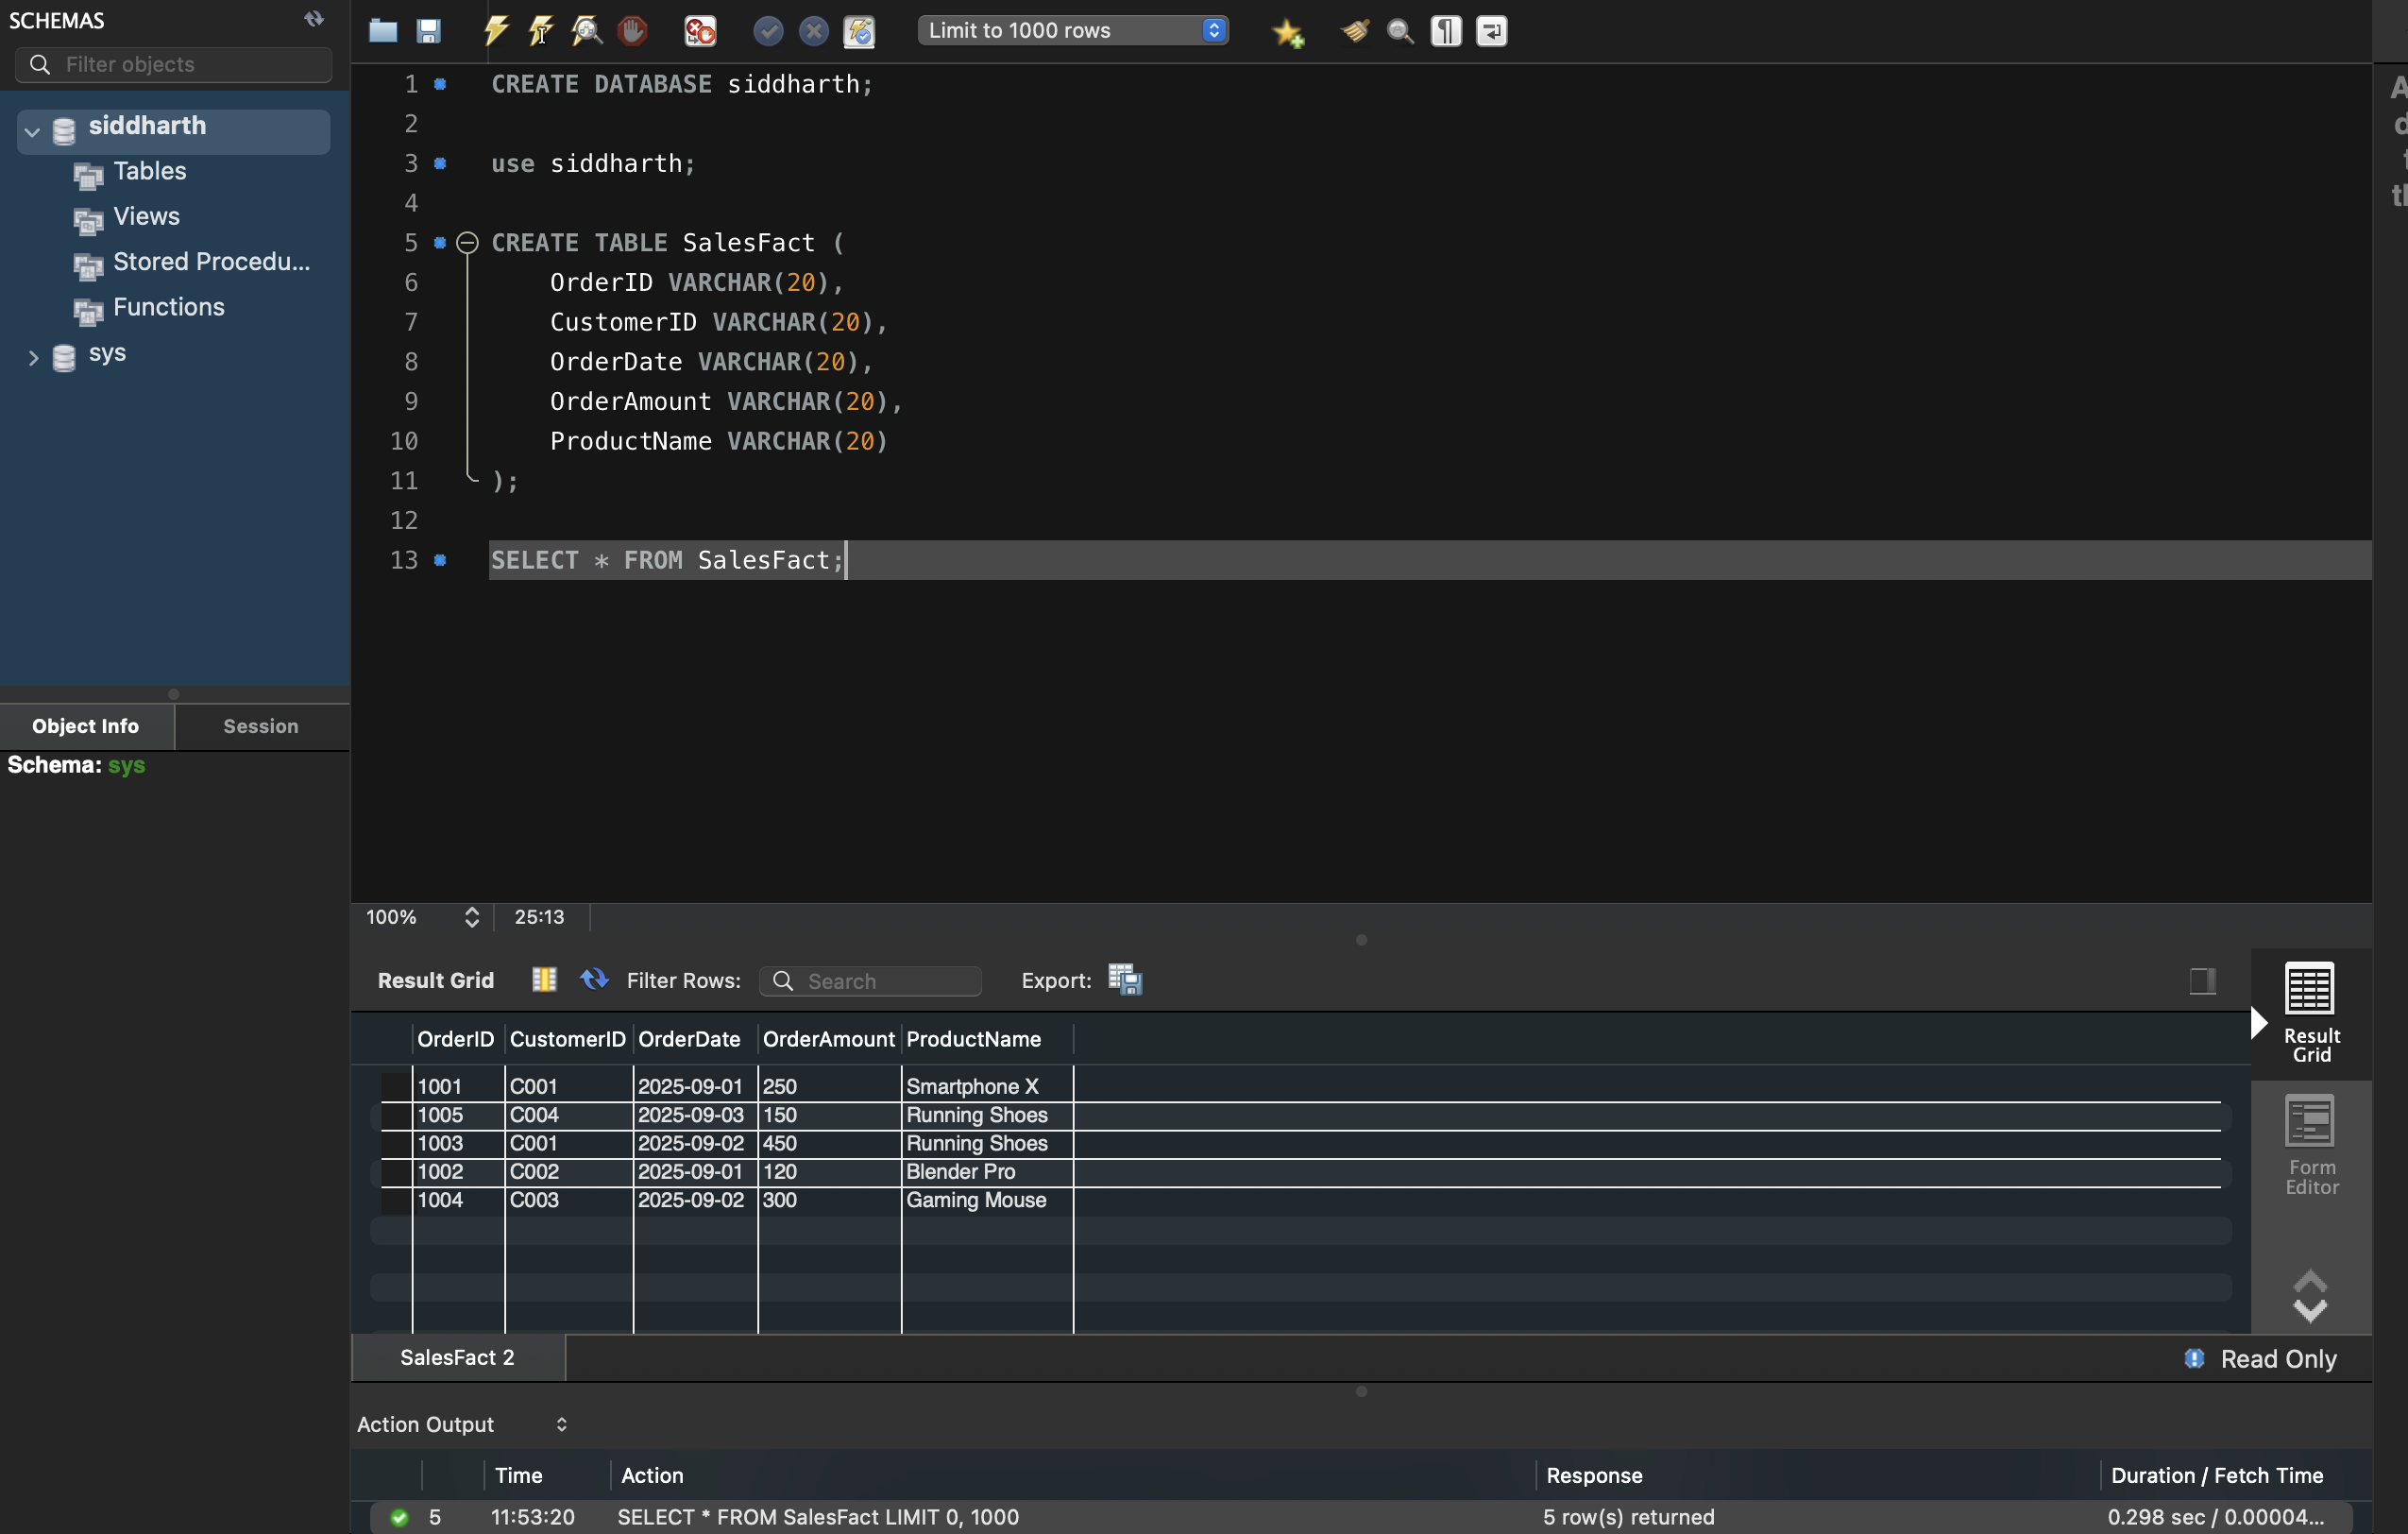 SCHEMAS
Filter objects
siddharth
Tables
Views
Stored Procedu...
Functions
sys
Object Info
Session
Schema: sys
Limit to 1000 rows
1 CREATE DATABASE siddharth;
2
3 use siddharth;
4
5 CREATE TABLE SalesFact (
6 OrderID VARCHAR(20),
7 CustomerID VARCHAR(20),
8 OrderDate VARCHAR(20),
9 OrderAmount VARCHAR(20),
10 ProductName VARCHAR(20)
11 );
12
13 SELECT * FROM SalesFact;
100% 25:13
Result Grid Filter Rows: Search Export:
OrderID CustomerID OrderDate OrderAmount ProductName
1001 C001 2025-09-01 250 Smartphone X
1005 C004 2025-09-03 150 Running Shoes
1003 C001 2025-09-02 450 Running Shoes
1002 C002 2025-09-01 120 Blender Pro
1004 C003 2025-09-02 300 Gaming Mouse
Result
Grid
Form
Editor
SalesFact 2
Read Only
Action Output
Time Action Response Duration / Fetch Time
5 11:53:20 SELECT * FROM SalesFact LIMIT 0, 1000 5 row(s) returned 0.298 sec / 0.00004...